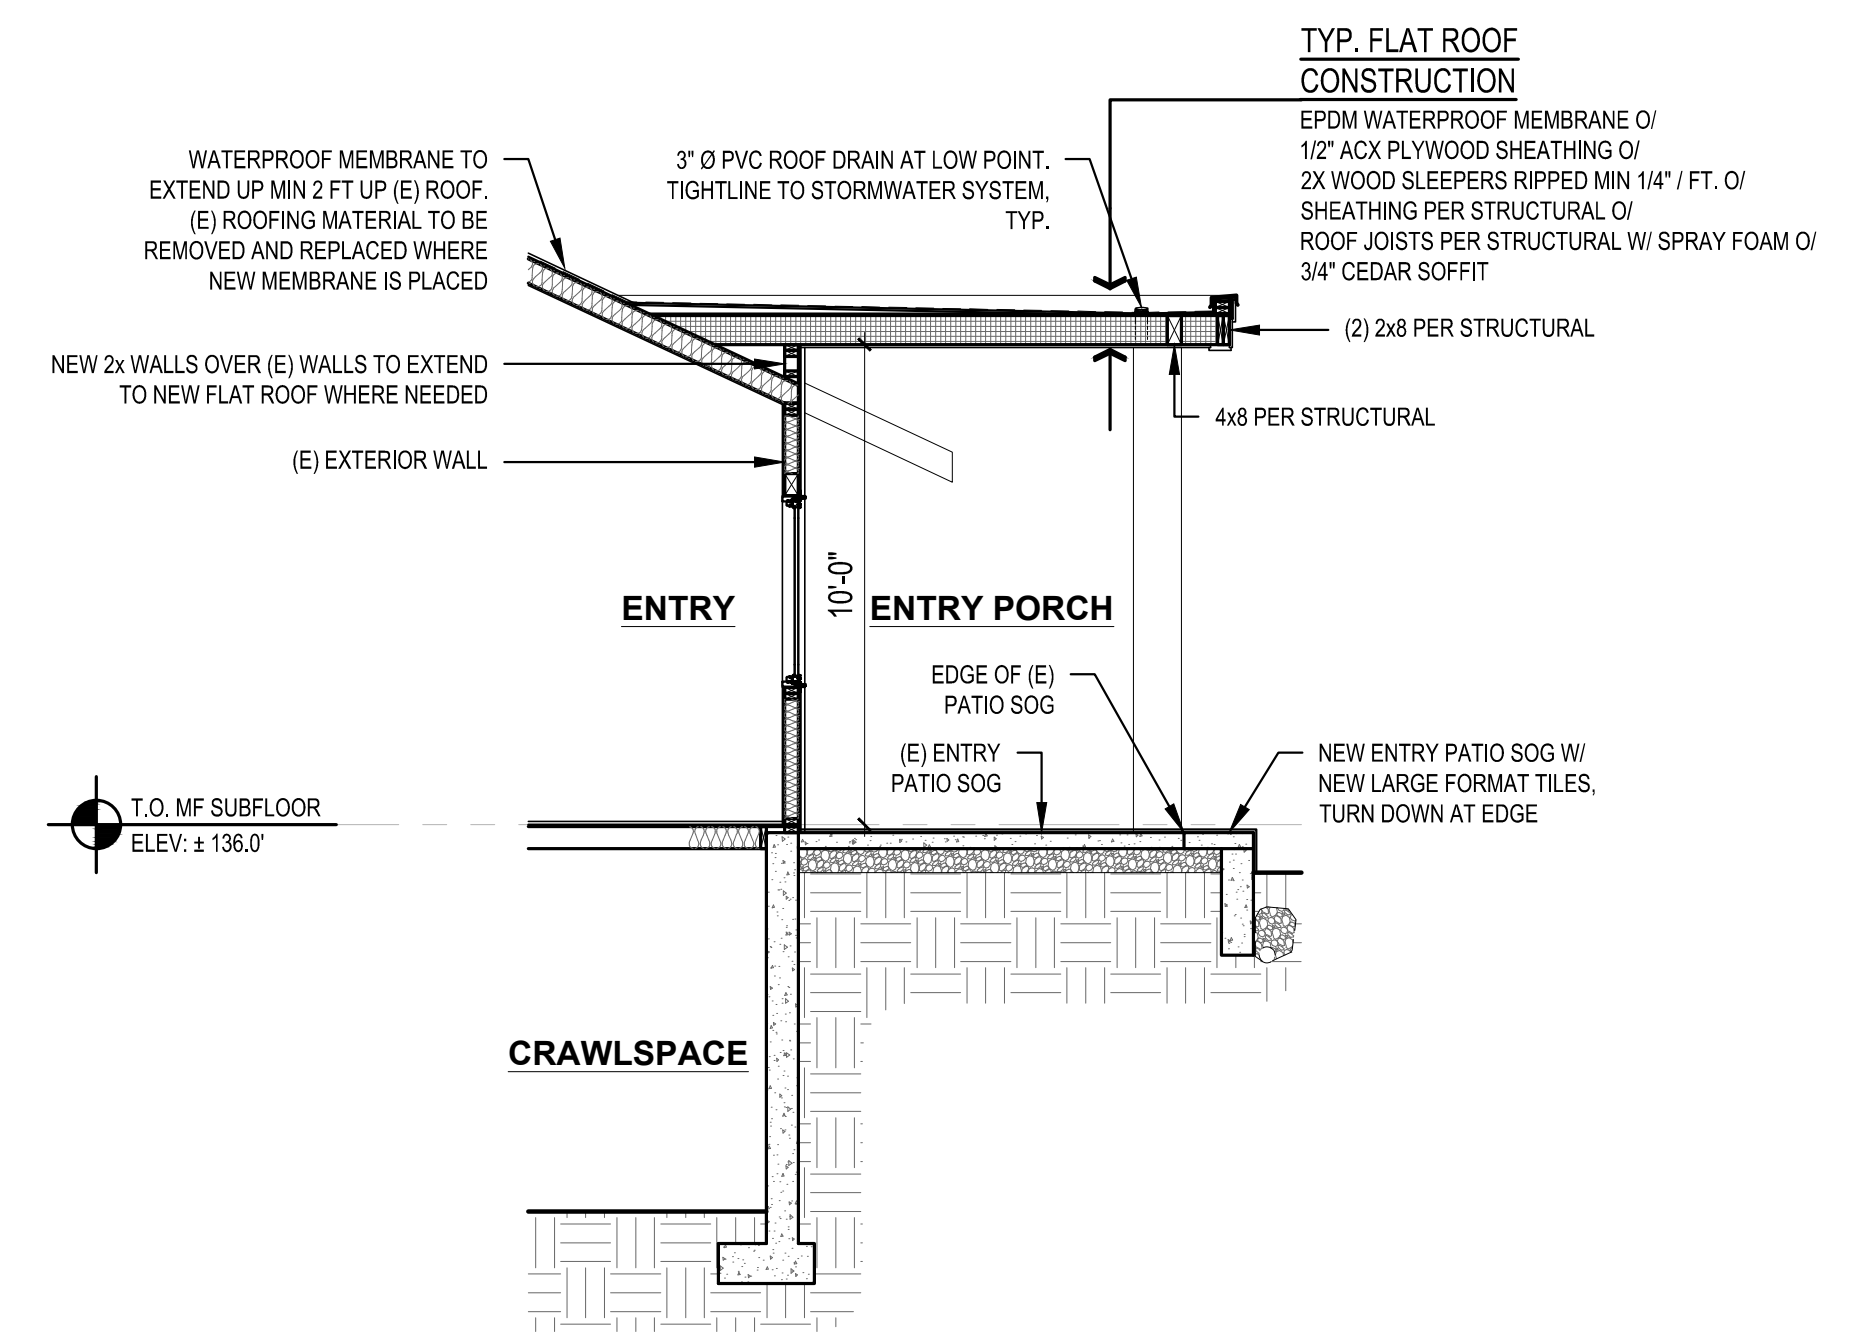 TYP. FLAT ROOF
CONSTRUCTION
EPDM WATERPROOF MEMBRANE O/
1/2" ACX PLYWOOD SHEATHING O/
2X WOOD SLEEPERS RIPPED MIN 1/4" / FT. O/
SHEATHING PER STRUCTURAL O/
ROOF JOISTS PER STRUCTURAL W/ SPRAY FOAM O/
3/4" CEDAR SOFFIT
WATERPROOF MEMBRANE TO
EXTEND UP MIN 2 FT UP (E) ROOF.
(E) ROOFING MATERIAL TO BE
REMOVED AND REPLACED WHERE
NEW MEMBRANE IS PLACED
3" Ø PVC ROOF DRAIN AT LOW POINT.
TIGHTLINE TO STORMWATER SYSTEM,
TYP.
(2) 2x8 PER STRUCTURAL
NEW 2x WALLS OVER (E) WALLS TO EXTEND
TO NEW FLAT ROOF WHERE NEEDED
4x8 PER STRUCTURAL
(E) EXTERIOR WALL
10'-0"
ENTRY
ENTRY PORCH
EDGE OF (E)
PATIO SOG
(E) ENTRY
PATIO SOG
NEW ENTRY PATIO SOG W/
NEW LARGE FORMAT TILES,
TURN DOWN AT EDGE
T.O. MF SUBFLOOR
ELEV: ± 136.0'
CRAWLSPACE